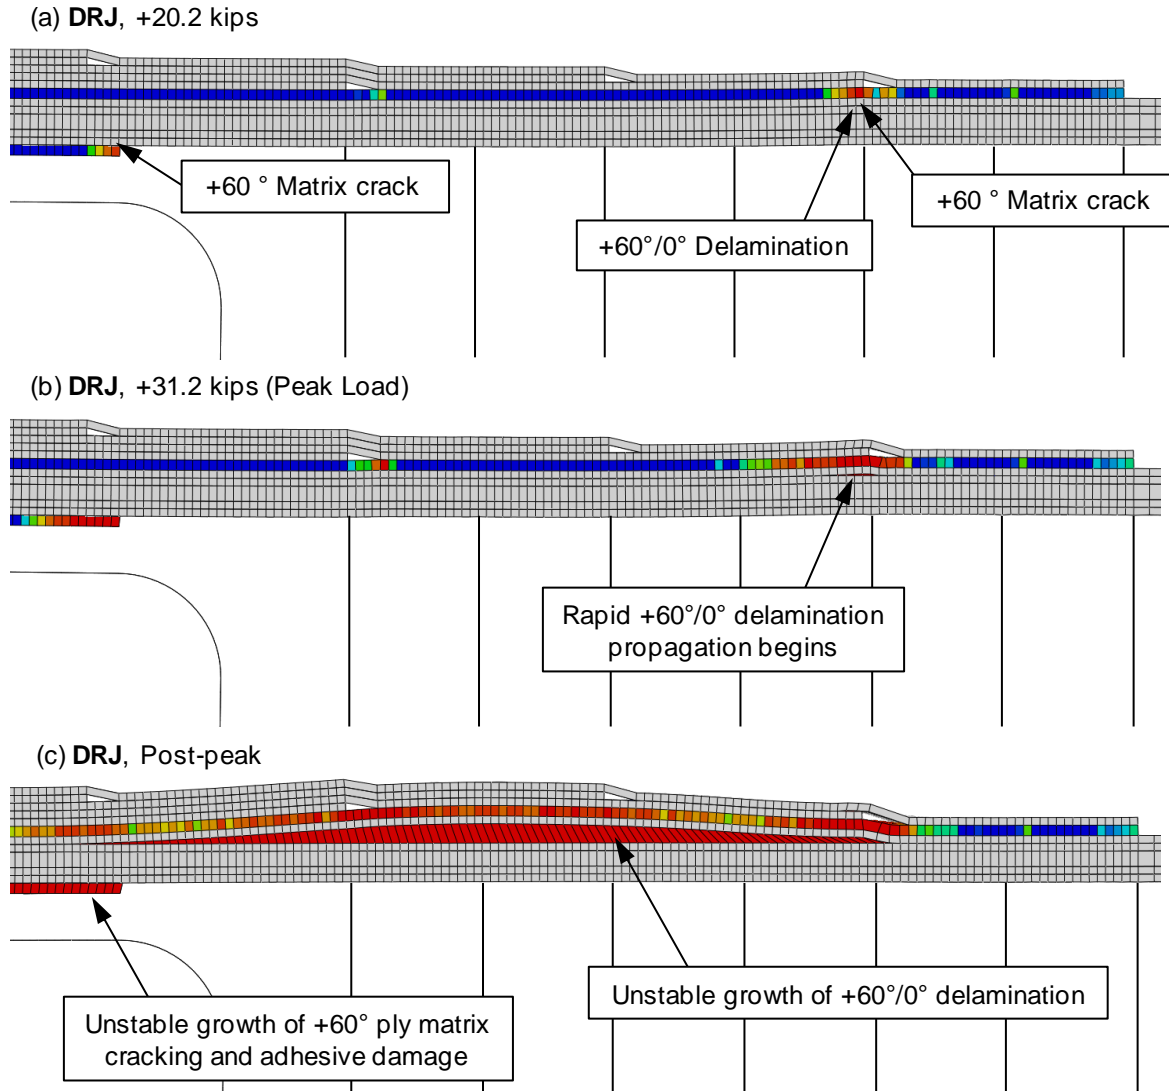 (a) DRJ, +20.2 kips
+60 ° Matrix crack
+60 ° Matrix crack
+60°/0° Delamination
(b) DRJ, +31.2 kips (Peak Load)
Rapid +60°/0° delamination
propagation begins
(c) DRJ, Post-peak
Unstable growth of +60°/0° delamination
Unstable growth of +60° ply matrix
cracking and adhesive damage